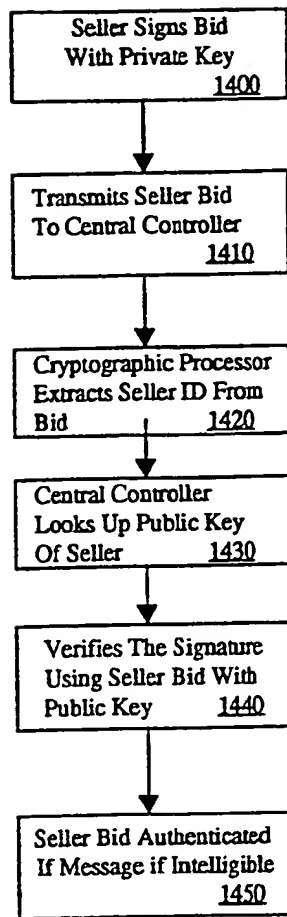 Seller Signs Bid
With Private Key
1400
Transmits Seller Bid
To Central Controller
1410
Cryptographic Processor
Extracts Seller ID From
Bid 1420
Central Controller
Looks Up Public Key
Of Seller 1430
Verifies The Signature
Using Seller Bid With
Public Key 1440
Seller Bid Authenticated
If Message if Intelligible
1450